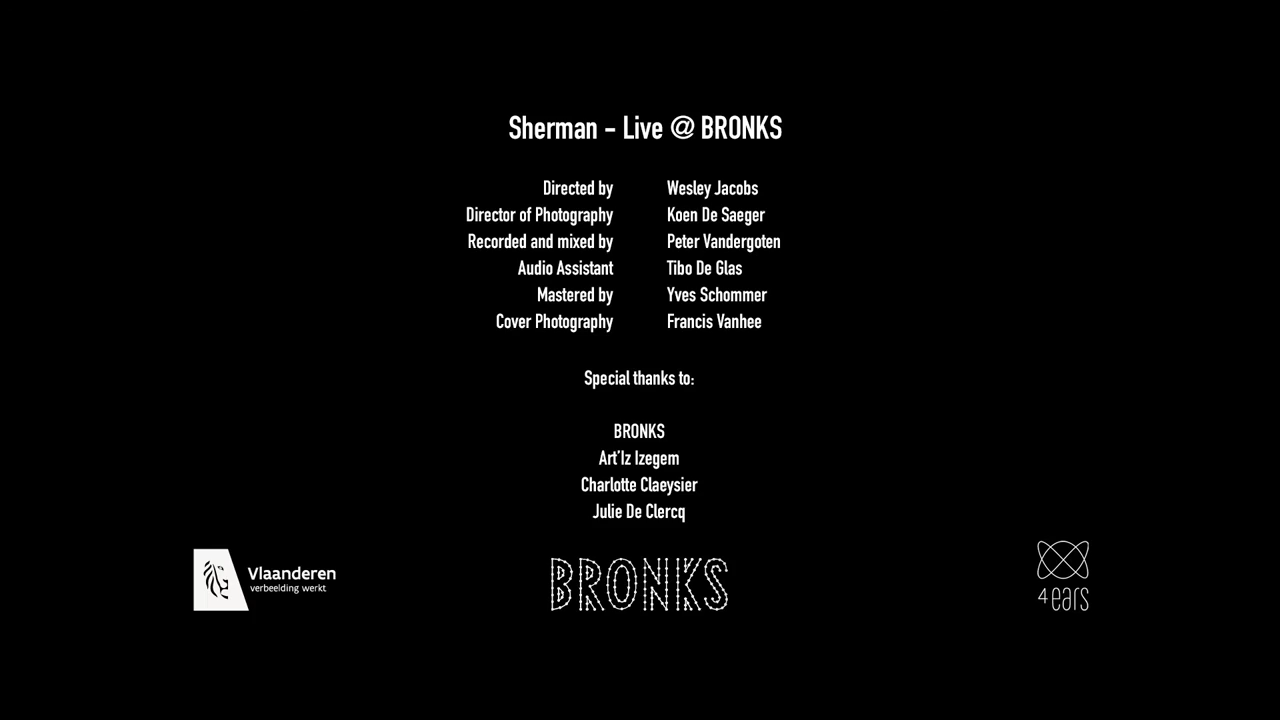 Sherman - Live @ BRONKS
Directed by Wesley Jacobs
Director of Photography Koen De Saeger
Recorded and mixed by Peter Vandergoten
Audio Assistant Tibo De Glas
Mastered by Yves Schommer
Cover Photography Francis Vanhee
Special thanks to:
BRONKS
Art'Iz Izegem
Charlotte Claeysier
Julie De Clercq
Vlaanderen
verbeelding werkt
BRONKS
4 ears